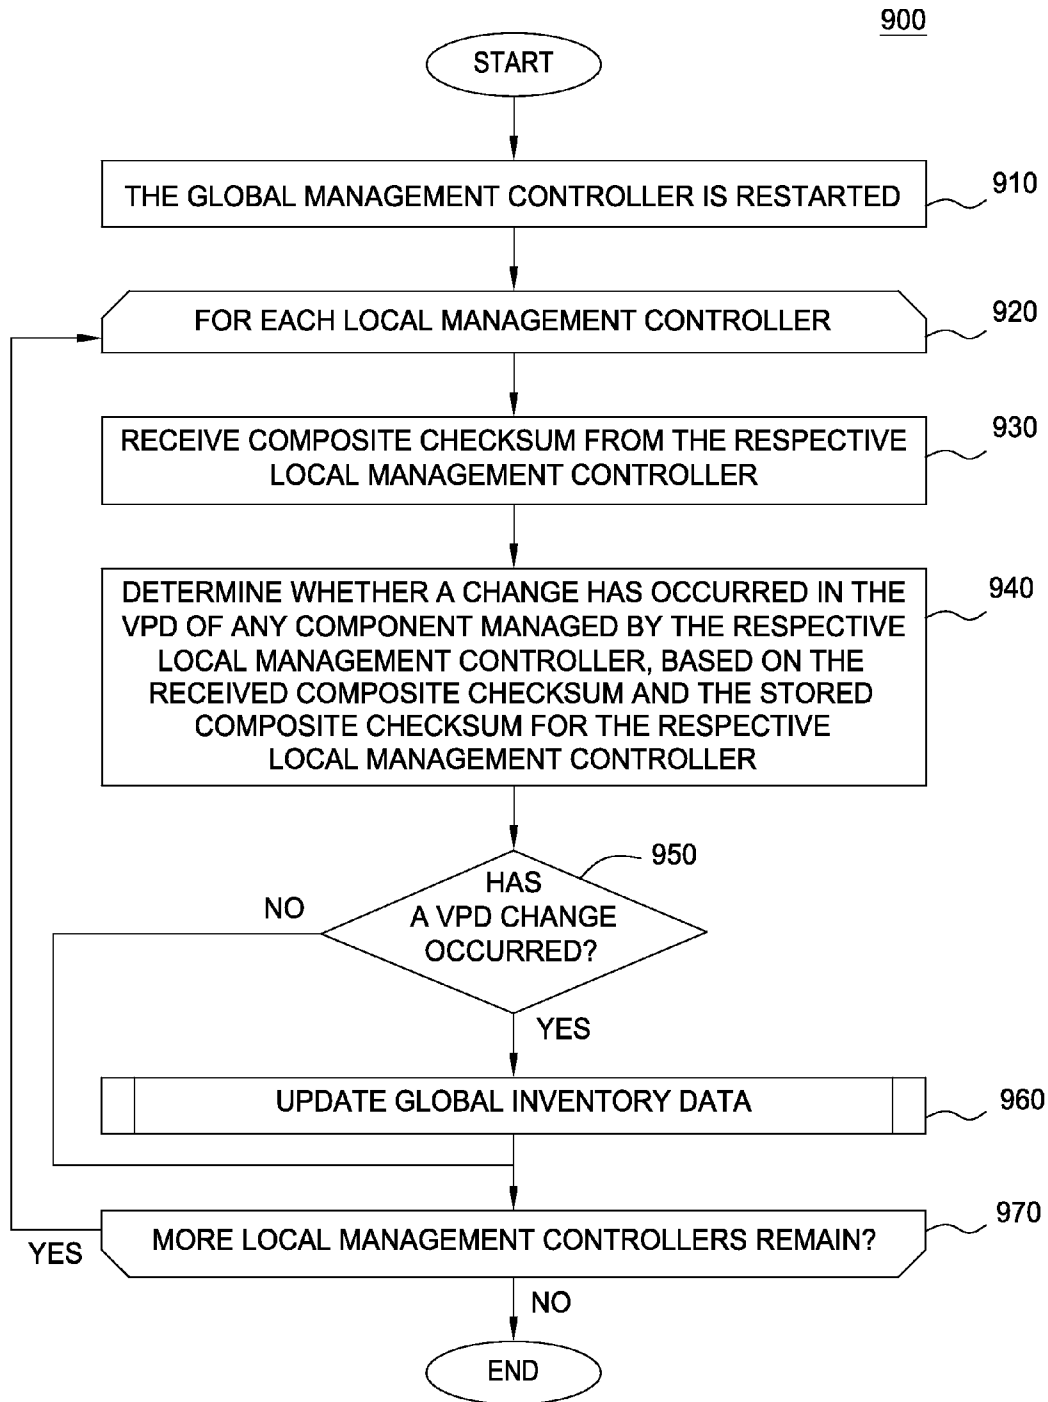 900
START
THE GLOBAL MANAGEMENT CONTROLLER IS RESTARTED
910
FOR EACH LOCAL MANAGEMENT CONTROLLER
920
RECEIVE COMPOSITE CHECKSUM FROM THE RESPECTIVE
LOCAL MANAGEMENT CONTROLLER
930
DETERMINE WHETHER A CHANGE HAS OCCURRED IN THE
VPD OF ANY COMPONENT MANAGED BY THE RESPECTIVE
LOCAL MANAGEMENT CONTROLLER, BASED ON THE
RECEIVED COMPOSITE CHECKSUM AND THE STORED
COMPOSITE CHECKSUM FOR THE RESPECTIVE
LOCAL MANAGEMENT CONTROLLER
940
HAS
A VPD CHANGE
OCCURRED?
950
NO
YES
UPDATE GLOBAL INVENTORY DATA
960
MORE LOCAL MANAGEMENT CONTROLLERS REMAIN?
970
YES
NO
END